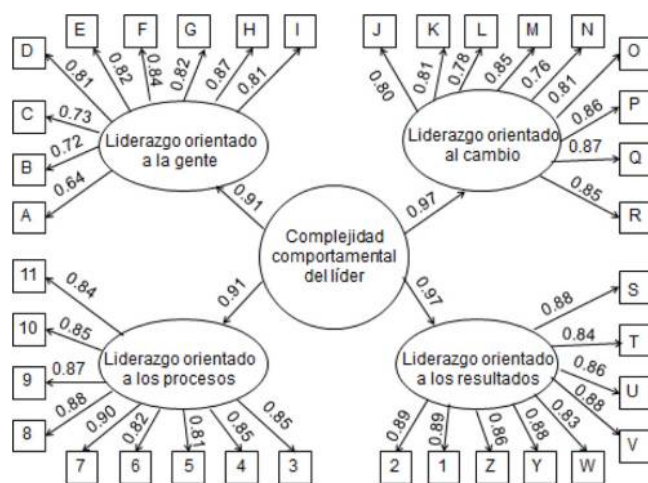 E
F
G
H
I
J
K
L
M
N
D
O
0.81
0.82
0.84
0.82
0.87
0.81
0.80
0.81
0.78
0.85
0.76
0.81
C
P
0.73
0.86
Liderazgo orientado
a la gente
Liderazgo orientado
al cambio
B
Q
0.72
0.87
A
R
0.64
0.85
0.91
0.97
Complejidad
comportamental
del líder
11
S
0.84
0.91
0.97
0.88
10
T
0.85
0.84
Liderazgo orientado
a los procesos
Liderazgo orientado
a los resultados
9
U
0.87
0.86
8
V
0.88
0.88
0.90
0.82
0.81
0.85
0.85
0.89
0.89
0.86
0.88
0.83
7
6
5
4
3
2
1
Z
Y
W